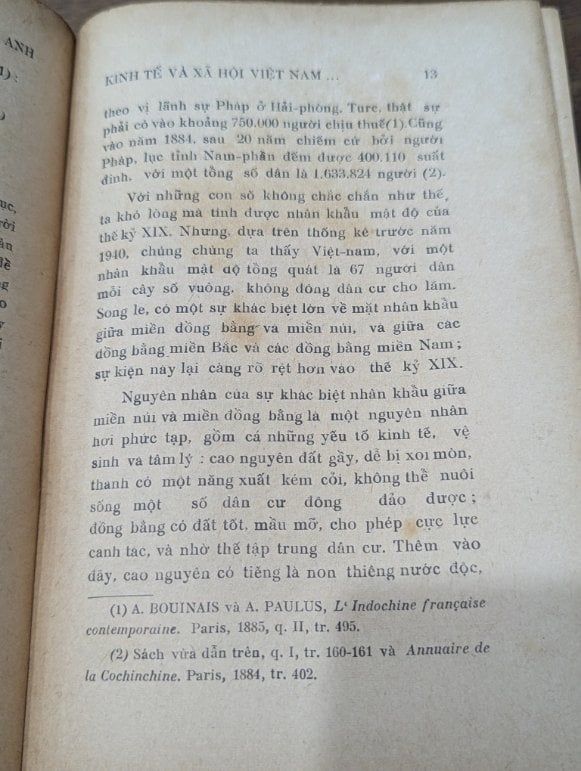 ANH
1) :
KINH TẾ VÀ XÃ HỘI VIỆT NAM ... 13
theo vị lãnh sự Pháp ở Hải-phòng, Turc, thật sự
phải có vào khoảng 750.000 người chịu thuế(1).Cũng
vào năm 1884, sau 20 năm chiếm cứ bởi người
Pháp, lục tỉnh Nam-phần đếm được 400.110 suất
đinh, với một tổng số dân là 1.633.824 người (2).
Với những con số không chắc chắn như thế,
ta khó lòng mà tính được nhân khẩu mật độ của
thế kỷ XIX. Nhưng, dựa trên thống kê trước năm
1940, chúng chúng ta thấy Việt-nam, với một
nhân khẩu mật độ tổng quát là 67 người dân
mỗi cây số vuông, không đông dân cư cho lắm.
Song le, có một sự khác biệt lớn về mặt nhân khẩu
giữa miền đồng bằng và miền núi, và giữa các
đồng bằng miền Bắc và các đồng bằng miền Nam ;
sự kiện này lại càng rõ rệt hơn vào thế kỷ XIX.
Nguyên nhân của sự khác biệt nhân khẩu giữa
miền núi và miền đồng bằng là một nguyên nhân
hơi phức tạp, gồm cả những yếu tố kinh tế, vệ
sinh và tâm lý : cao nguyên đất gầy, dễ bị xoi mòn,
thanh có một năng xuất kém cỏi, không thể nuôi
sống một số dân cư đông đảo được ;
đồng bằng có đất tốt, mầu mỡ, cho phép cực lực
canh tác, và nhờ thế tập trung dân cư. Thêm vào
đấy, cao nguyên có tiếng là non thiêng nước độc,
(1) A. BOUINAIS và A. PAULUS, L' Indochine française
contemporaine. Paris, 1885, q. II, tr. 495.
(2) Sách vừa dẫn trên, q. I, tr. 160-161 và Annuaire de
la Cochinchine. Paris, 1884, tr. 402.